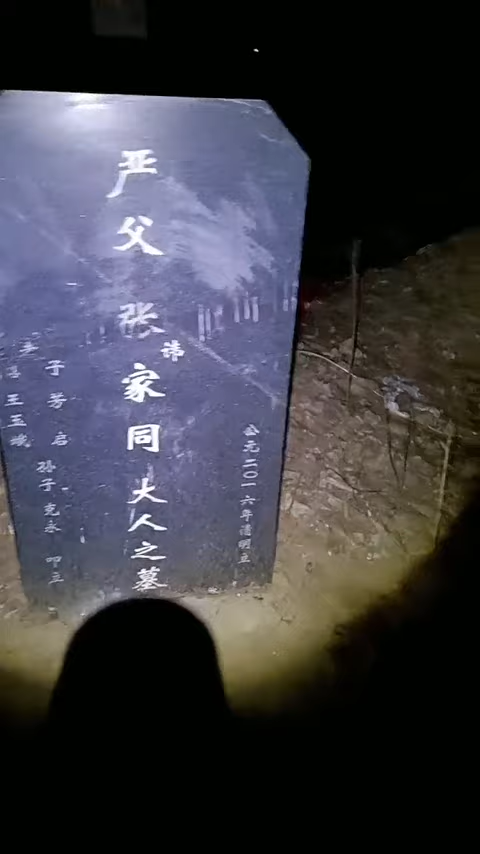 公元二〇一六年清明立
严父张讳家同大人之墓
子芳启
孙子克永 叩立
王玉娥